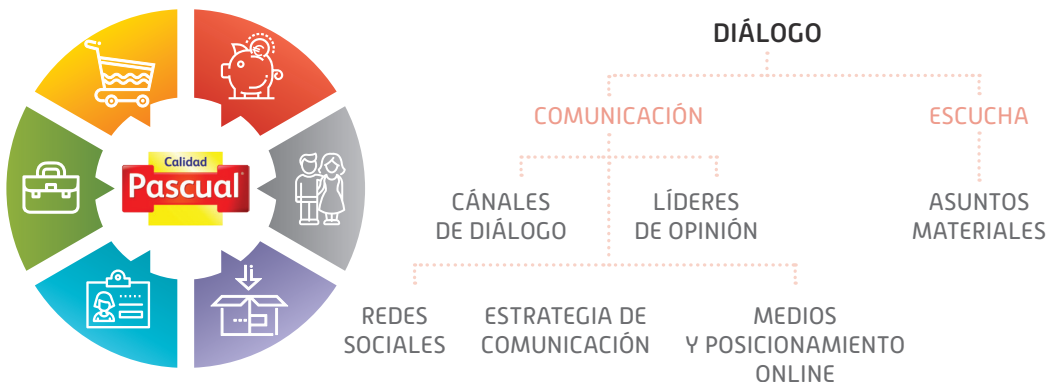 Calidad
Pascual
DIÁLOGO
COMUNICACIÓN
ESCUCHA
CÁNALES
DE DIÁLOGO
LÍDERES
DE OPINIÓN
ASUNTOS
MATERIALES
REDES
SOCIALES
ESTRATEGIA DE
COMUNICACIÓN
MEDIOS
Y POSICIONAMIENTO
ONLINE